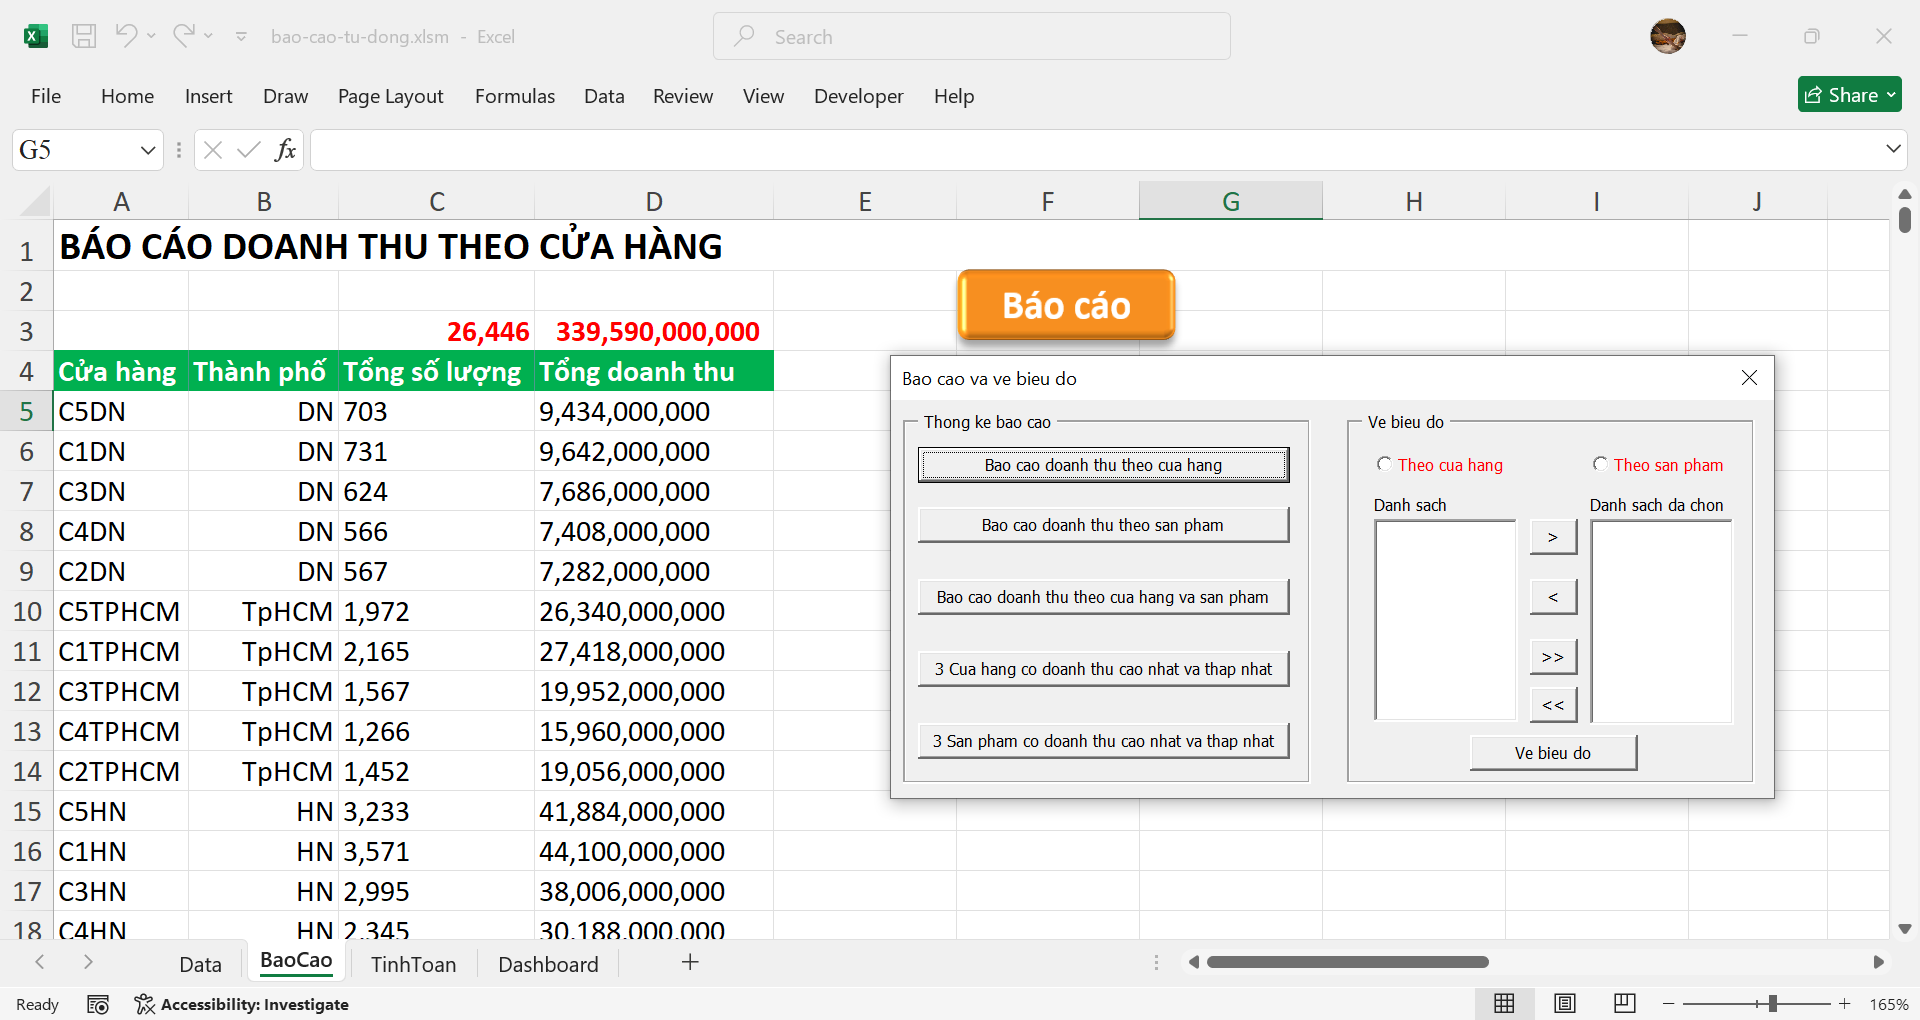 bao-cao-tu-dong.xlsm - Excel
Search
File Home Insert Draw Page Layout Formulas Data Review View Developer Help
Share
G5 fx
A B C D E F G H I J
1 BÁO CÁO DOANH THU THEO CỬA HÀNG
2
Báo cáo
3 26,446 339,590,000,000
4 Cửa hàng Thành phố Tổng số lượng Tổng doanh thu
5 C5DN DN 703 9,434,000,000
6 C1DN DN 731 9,642,000,000
7 C3DN DN 624 7,686,000,000
8 C4DN DN 566 7,408,000,000
9 C2DN DN 567 7,282,000,000
10 C5TPHCM TpHCM 1,972 26,340,000,000
11 C1TPHCM TpHCM 2,165 27,418,000,000
12 C3TPHCM TpHCM 1,567 19,952,000,000
13 C4TPHCM TpHCM 1,266 15,960,000,000
14 C2TPHCM TpHCM 1,452 19,056,000,000
15 C5HN HN 3,233 41,884,000,000
16 C1HN HN 3,571 44,100,000,000
17 C3HN HN 2,995 38,006,000,000
18 C4HN HN 2,345 30,188,000,000
Bao cao va ve bieu do
Thong ke bao cao
Bao cao doanh thu theo cua hang
Bao cao doanh thu theo san pham
Bao cao doanh thu theo cua hang va san pham
3 Cua hang co doanh thu cao nhat va thap nhat
3 San pham co doanh thu cao nhat va thap nhat
Ve bieu do
Theo cua hang Theo san pham
Danh sach Danh sach da chon
>
<
>>
<<
Ve bieu do
Data BaoCao TinhToan Dashboard
Ready Accessibility: Investigate 165%